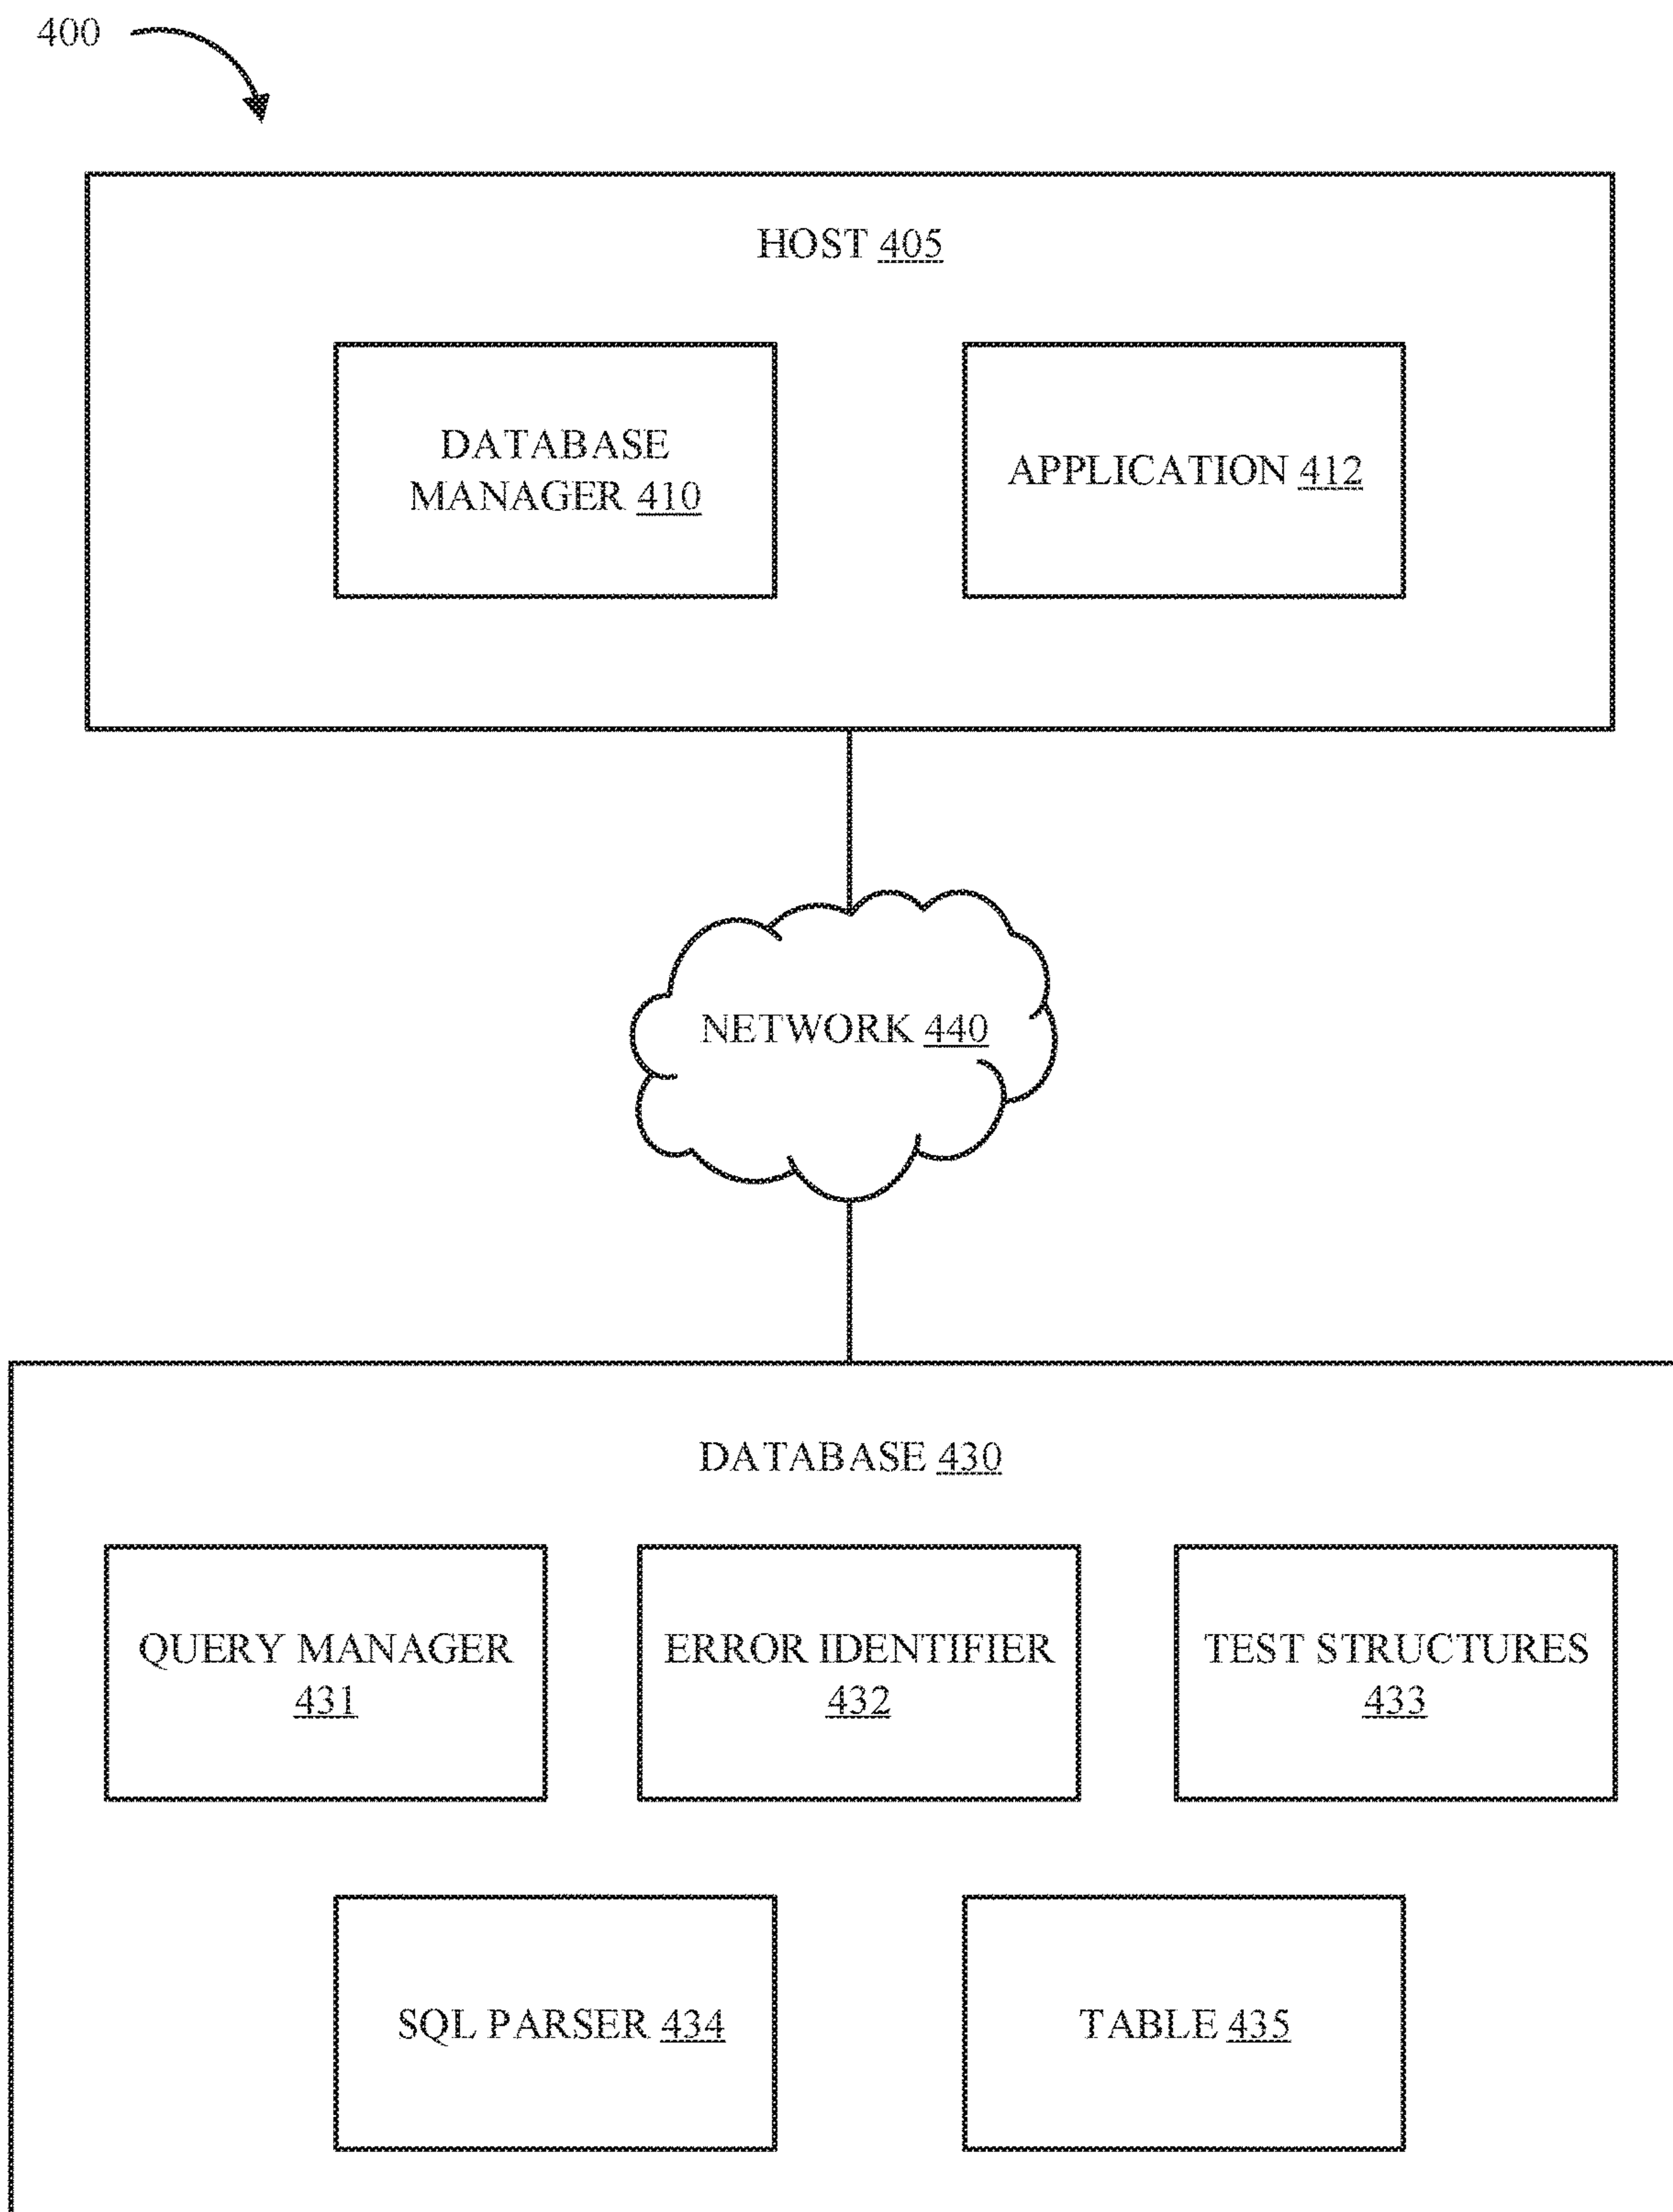 400
HOST 405
DATABASE
MANAGER 410
APPLICATION 412
NETWORK 440
DATABASE 430
QUERY MANAGER
431
ERROR IDENTIFIER
432
TEST STRUCTURES
433
SQL PARSER 434
TABLE 435